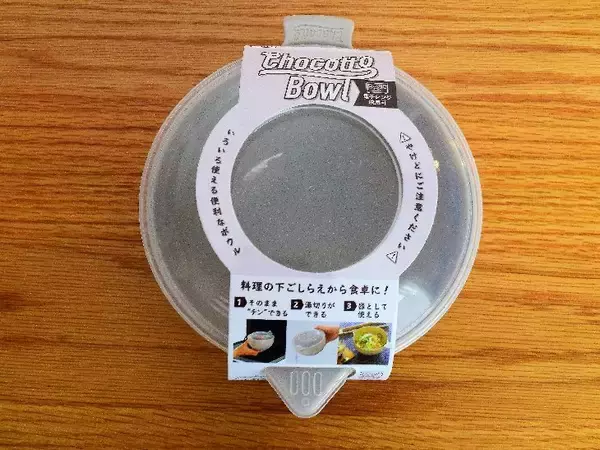 Chocotto
Bowl
電子レンジ
使用可
いろいろ使える便利なボウル
やけどにご注意ください
料理の下ごしらえから食卓に!
1 そのまま 2 湯切りが 3 器として
"チン"できる できる 使える